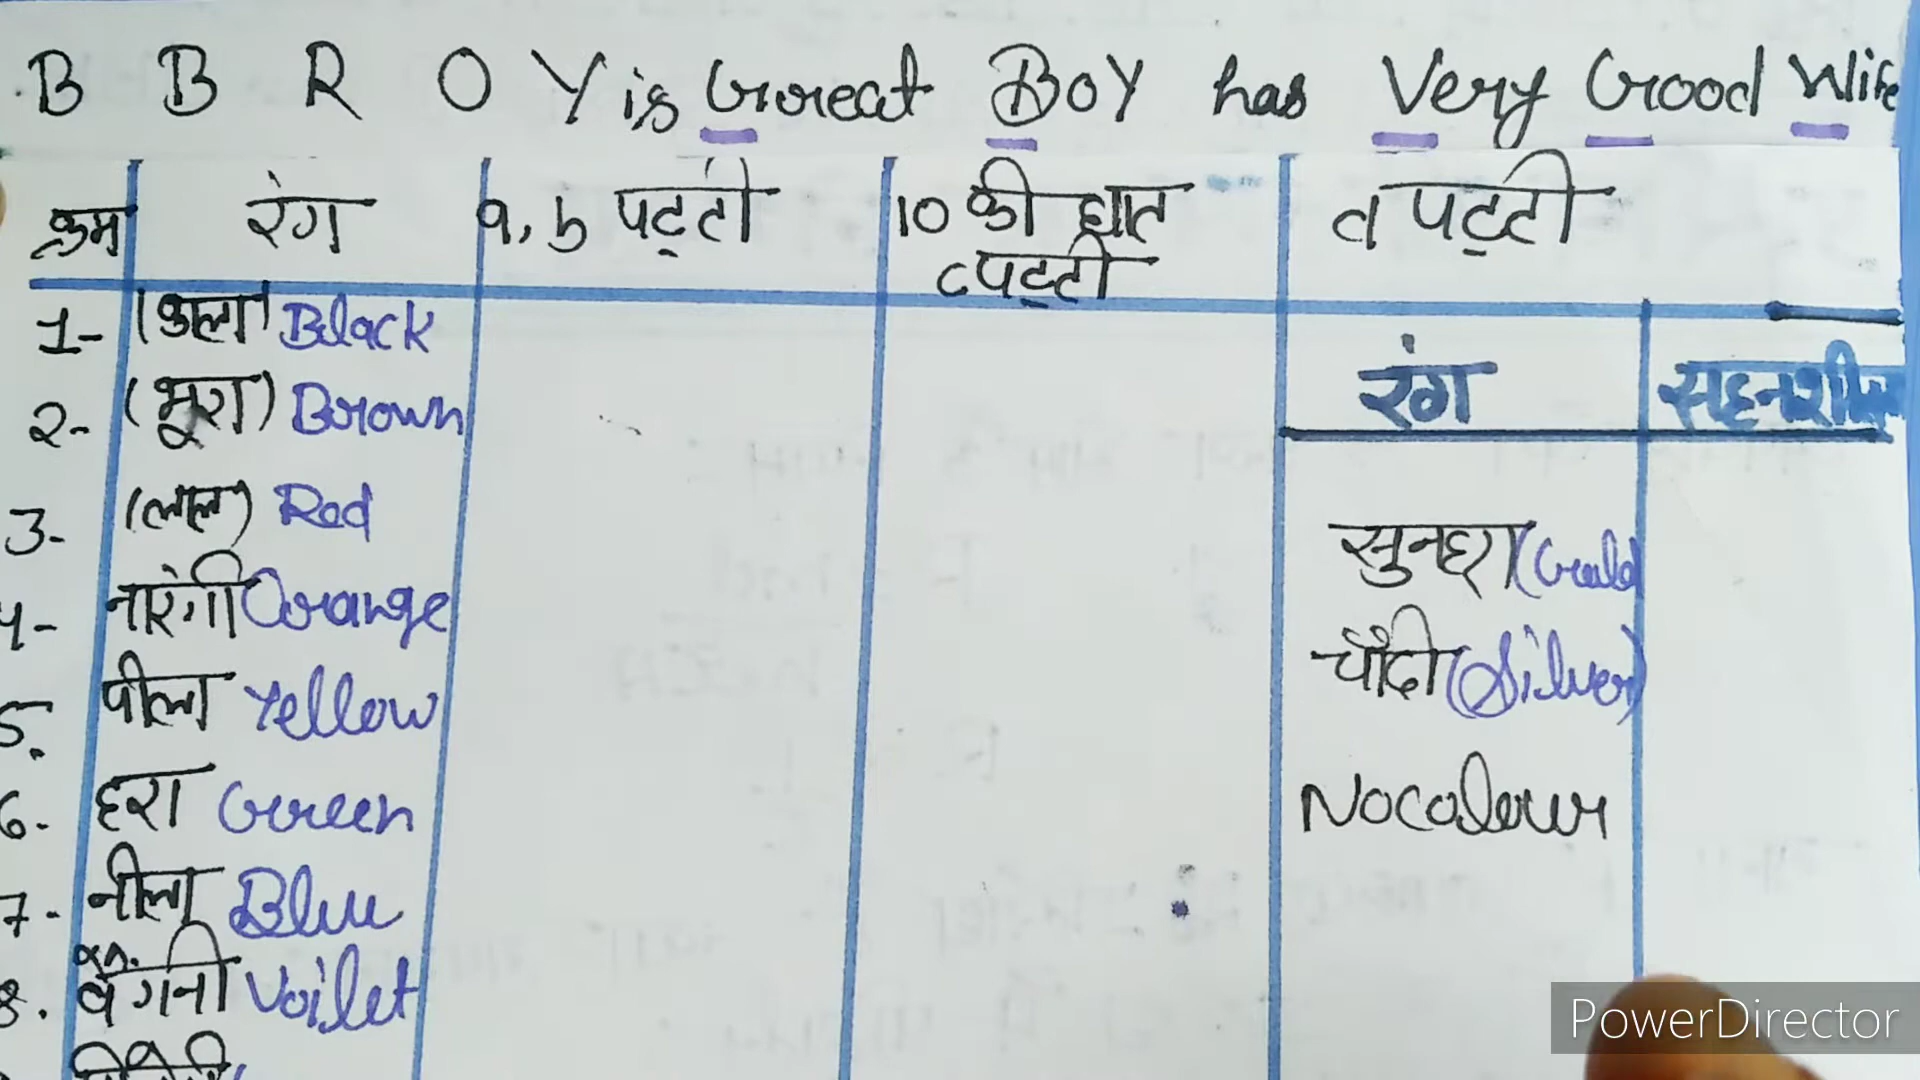 B B R O Y is Great Boy has Very Good Wife
क्रम रंग a, b पट्टी 10 की घात d पट्टी
c पट्टी
1- (काला) Black
रंग सहनशील
2- (भूरा) Brown
3- (लाल) Red
सुनहरा (Gold
4- नारंगी Orange
चाँदी (Silver)
5. पीला Yellow
6- हरा Green
No colour
7- नीला Blue
8. बैंगनी Voilet
PowerDirector